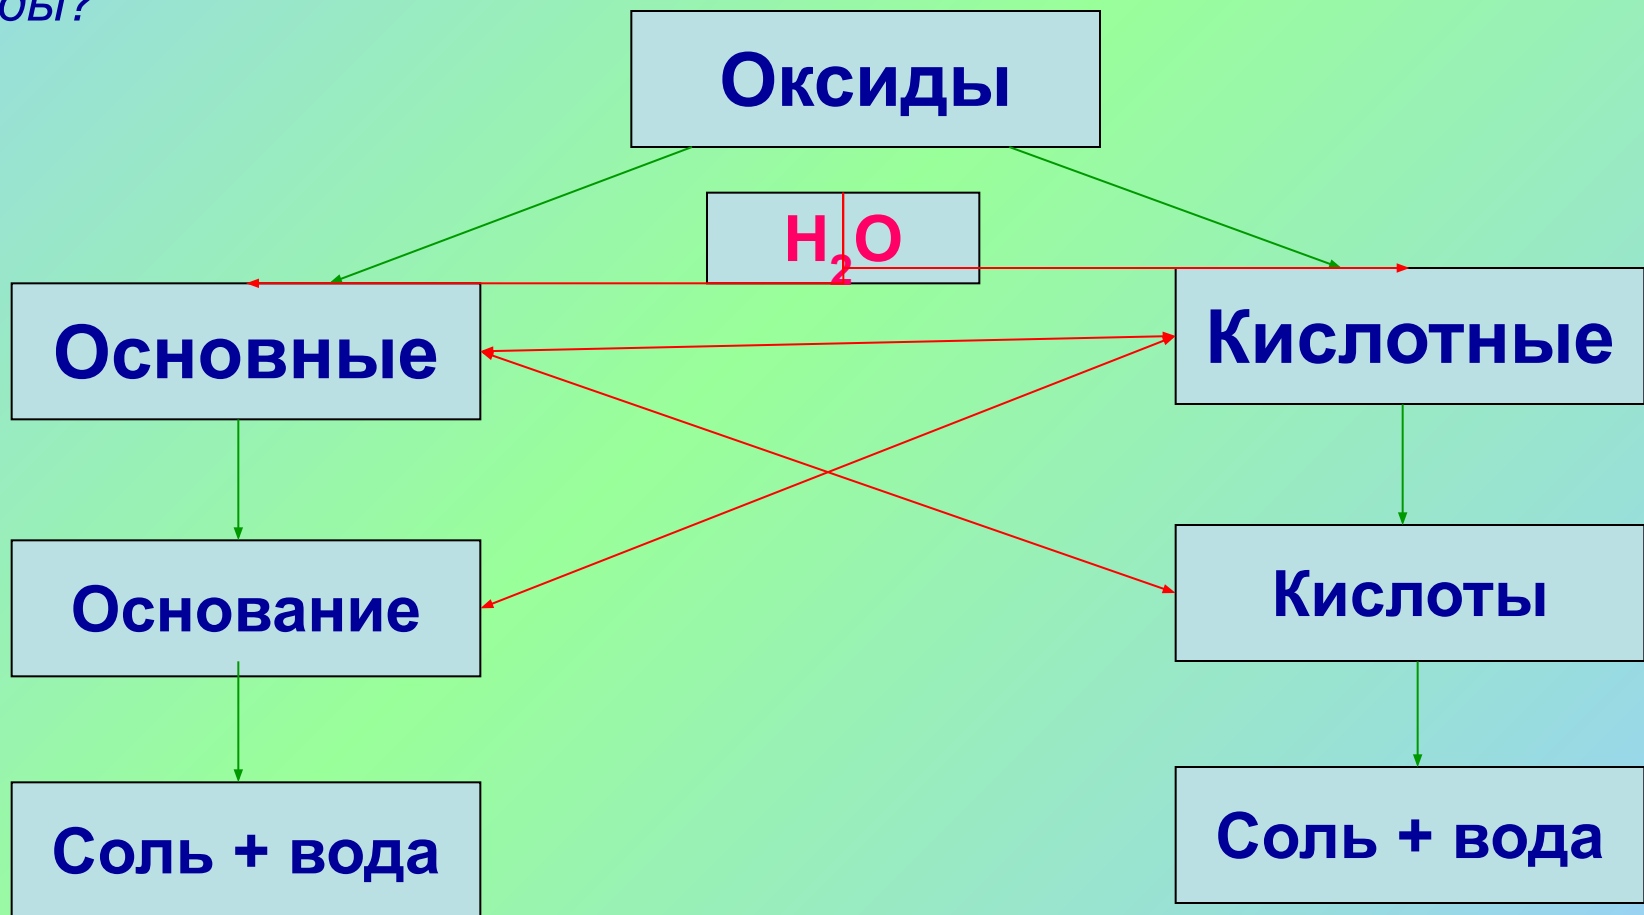 Оксиды
H2O
Основные
Кислотные
Основание
Кислоты
Соль + вода
Соль + вода